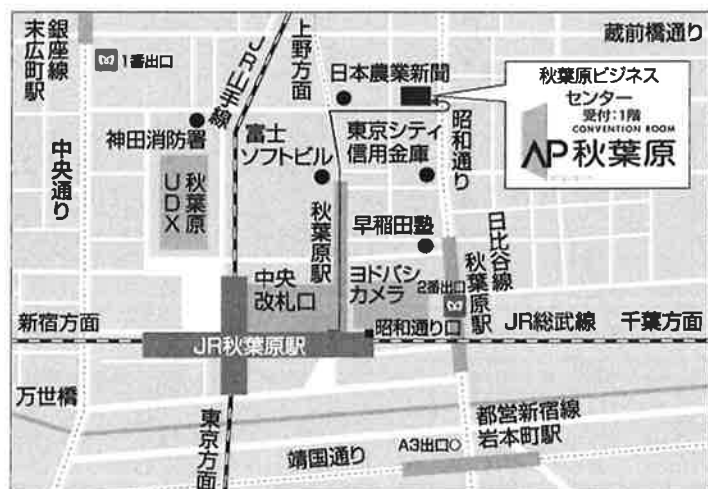 銀座線
末広町駅
1番出口
JR山手線
上野方面
蔵前橋通り
日本農業新聞
秋葉原ビジネス
センター
受付:1階
CONVENTION ROOM
AP秋葉原
神田消防署
富士
ソフトビル
東京シティ
信用金庫
昭和通り
中央通り
秋葉原
UDX
秋葉原駅
早稲田塾
日比谷線
秋葉原駅
中央
改札口
ヨドバシ
カメラ
2番出口
新宿方面
昭和通り口
JR総武線 千葉方面
JR秋葉原駅
万世橋
東京方面
靖国通り
A3出口
都営新宿線
岩本町駅